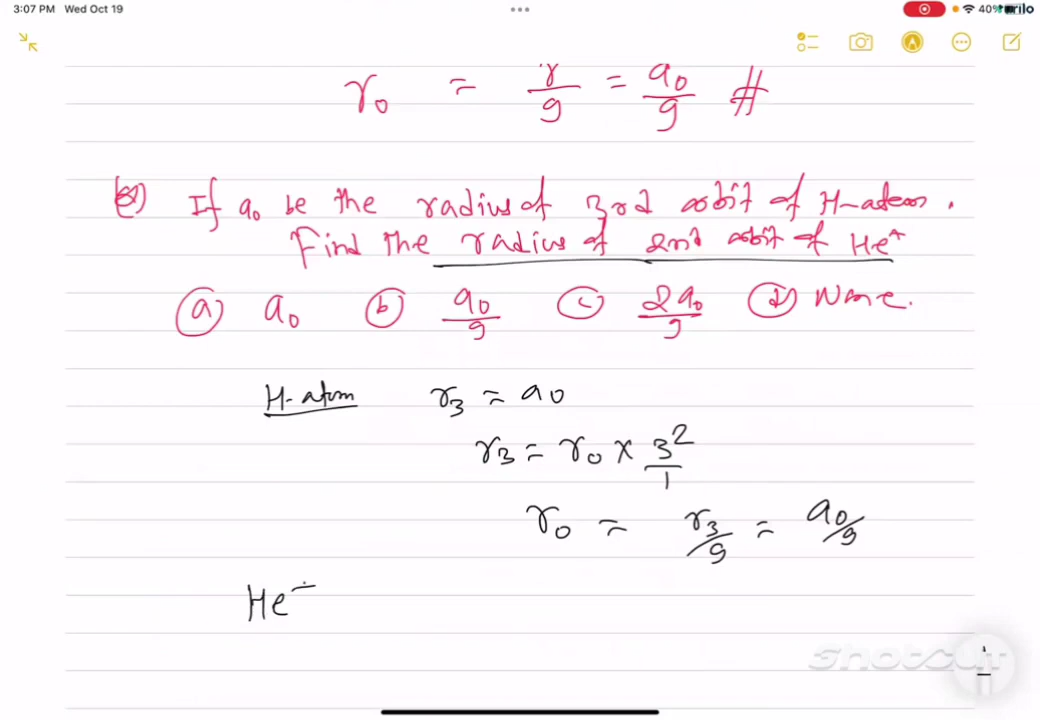 3:07 PM Wed Oct 19
40%
r₀ = r/9 = a₀/9 #
If a₀ be the radius of 3rd orbit of H-atom.
Find the radius of 2nd orbit of He⁺
(a) a₀ (b) a₀/9 (c) 2a₀/9 (d) None.
H-atom r₃ = a₀
r₃ = r₀ × 3²/1
r₀ = r₃/9 = a₀/9
He
Shotcut